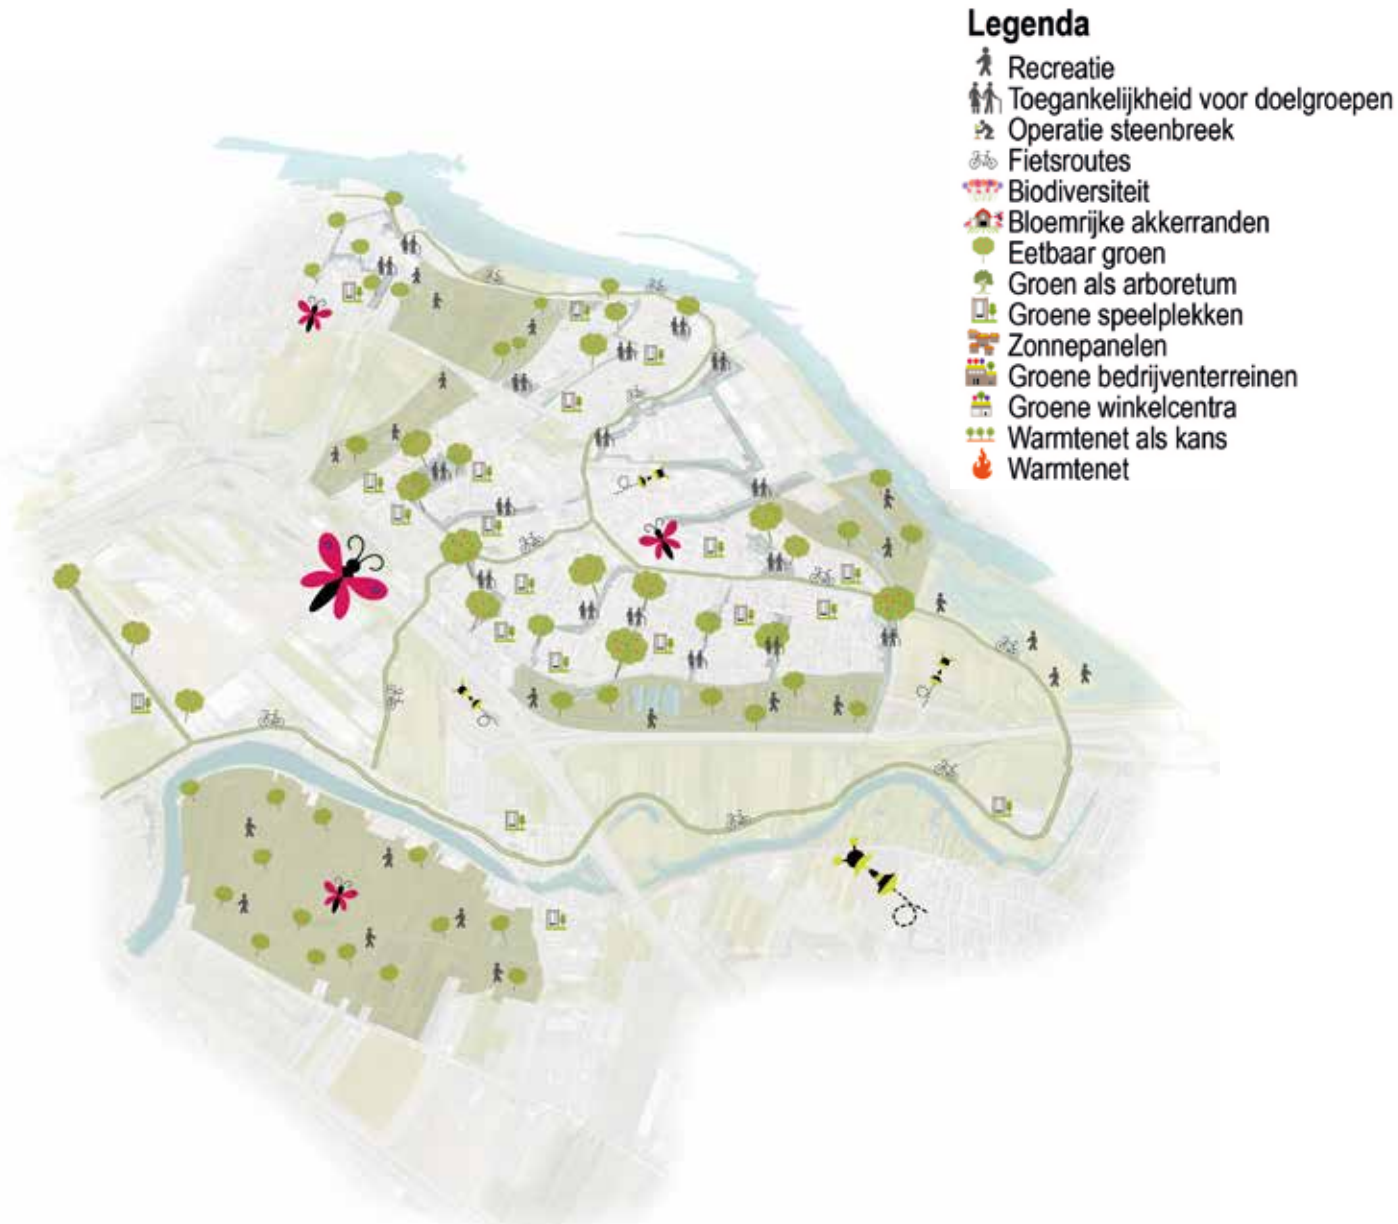 Legenda
Recreatie
Toegankelijkheid voor doelgroepen
Operatie steenbreek
Fietsroutes
Biodiversiteit
Bloemrijke akkerranden
Eetbaar groen
Groen als arboretum
Groene speelplekken
Zonnepanelen
Groene bedrijventerreinen
Groene winkelcentra
Warmtenet als kans
Warmtenet